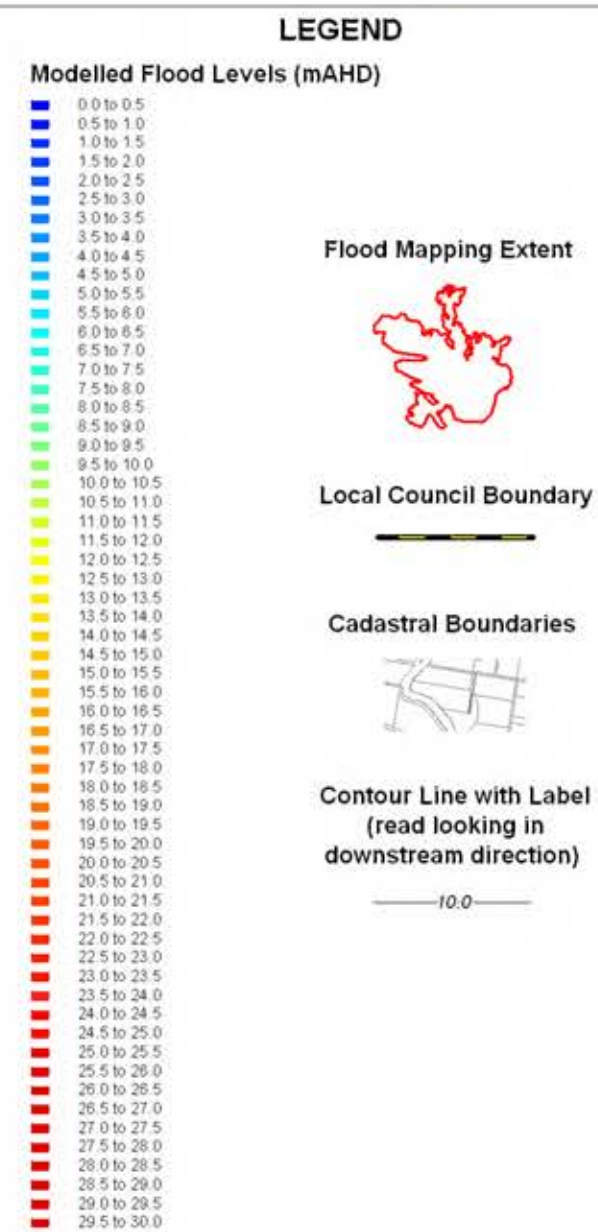 LEGEND
Modelled Flood Levels (mAHD)
0.0 to 0.5
0.5 to 1.0
1.0 to 1.5
1.5 to 2.0
2.0 to 2.5
2.5 to 3.0
3.0 to 3.5
3.5 to 4.0
4.0 to 4.5
4.5 to 5.0
5.0 to 5.5
5.5 to 6.0
6.0 to 6.5
6.5 to 7.0
7.0 to 7.5
7.5 to 8.0
8.0 to 8.5
8.5 to 9.0
9.0 to 9.5
9.5 to 10.0
10.0 to 10.5
10.5 to 11.0
11.0 to 11.5
11.5 to 12.0
12.0 to 12.5
12.5 to 13.0
13.0 to 13.5
13.5 to 14.0
14.0 to 14.5
14.5 to 15.0
15.0 to 15.5
15.5 to 16.0
16.0 to 16.5
16.5 to 17.0
17.0 to 17.5
17.5 to 18.0
18.0 to 18.5
18.5 to 19.0
19.0 to 19.5
19.5 to 20.0
20.0 to 20.5
20.5 to 21.0
21.0 to 21.5
21.5 to 22.0
22.0 to 22.5
22.5 to 23.0
23.0 to 23.5
23.5 to 24.0
24.0 to 24.5
24.5 to 25.0
25.0 to 25.5
25.5 to 26.0
26.0 to 26.5
26.5 to 27.0
27.0 to 27.5
27.5 to 28.0
28.0 to 28.5
28.5 to 29.0
29.0 to 29.5
29.5 to 30.0
Flood Mapping Extent
Local Council Boundary
Cadastral Boundaries
Contour Line with Label
(read looking in
downstream direction)
10.0